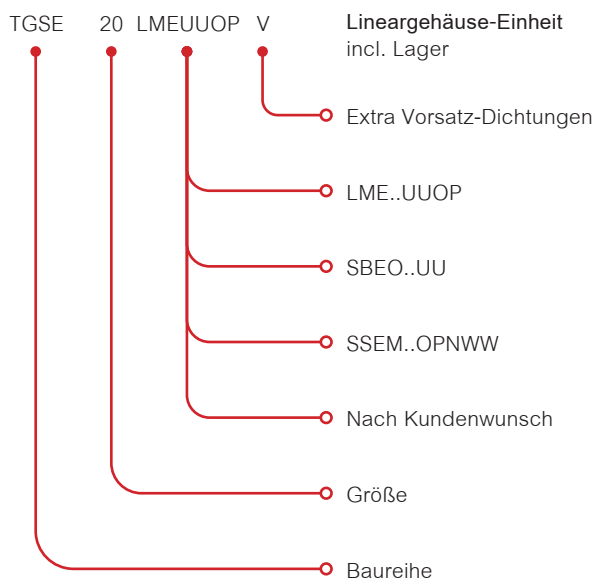 TGSE 20 LMEUUOP V Lineargehäuse-Einheit
incl. Lager
Extra Vorsatz-Dichtungen
LME..UUOP
SBEO..UU
SSEM..OPNWW
Nach Kundenwunsch
Größe
Baureihe